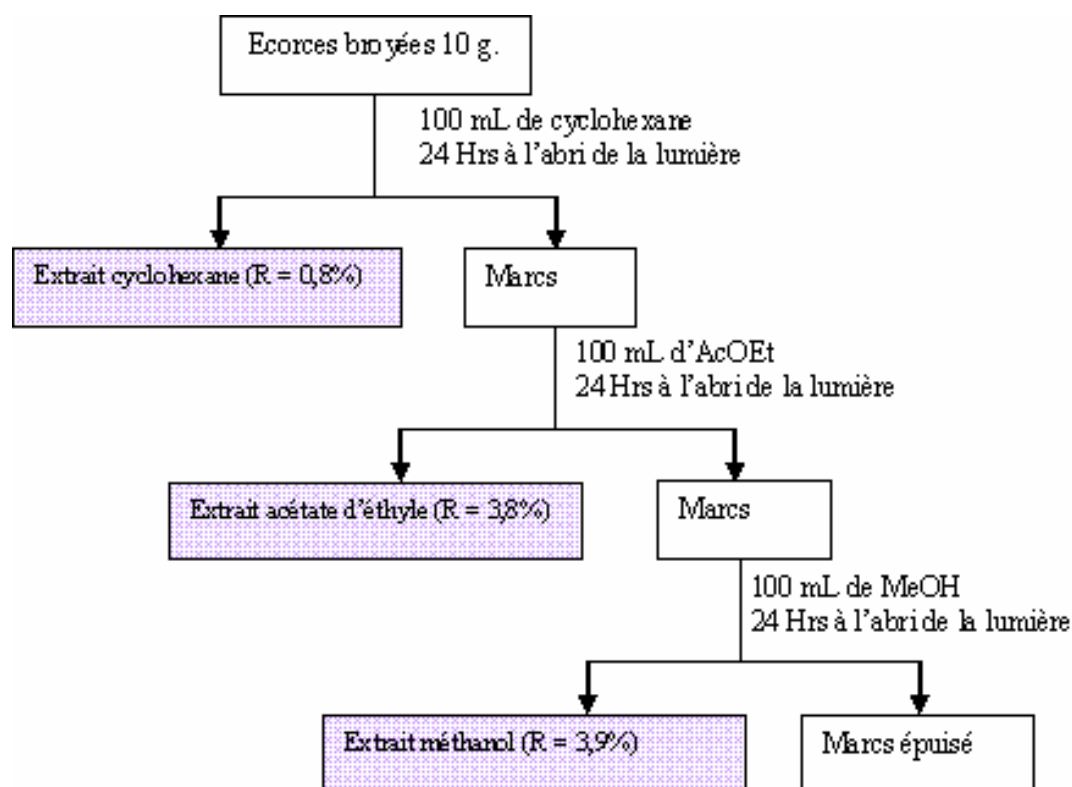 Ecorces broyées 10 g.
100 mL de cyclohexane
24 Hrs à l'abri de la lumière
Extrait cyclohexane (R = 0,8%)
Marcs
100 mL d'AcOEt
24 Hrs à l'abri de la lumière
Extrait acétate d'éthyle (R = 3,8%)
Marcs
100 mL de MeOH
24 Hrs à l'abri de la lumière
Extrait méthanol (R = 3,9%)
Marcs épuisé